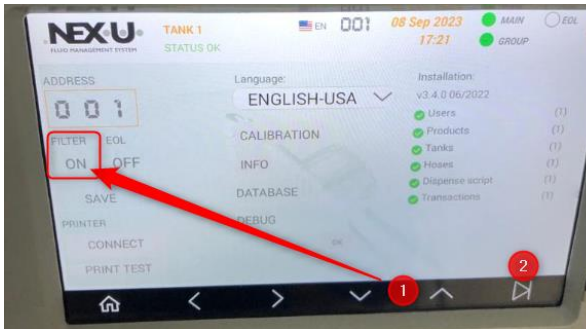 NEX·U·
FLUID MANAGEMENT SYSTEM
TANK 1
STATUS OK
EN
001
08 Sep 2023
17:21
MAIN
GROUP
EOL
ADDRESS
001
FILTER EOL
ON OFF
SAVE
PRINTER
CONNECT
PRINT TEST
Language:
ENGLISH-USA
CALIBRATION
INFO
DATABASE
DEBUG
OK
Installation:
v3.4.0 06/2022
Users (1)
Products (1)
Tanks (1)
Hoses (1)
Dispense script (1)
Transactions (1)
1
2